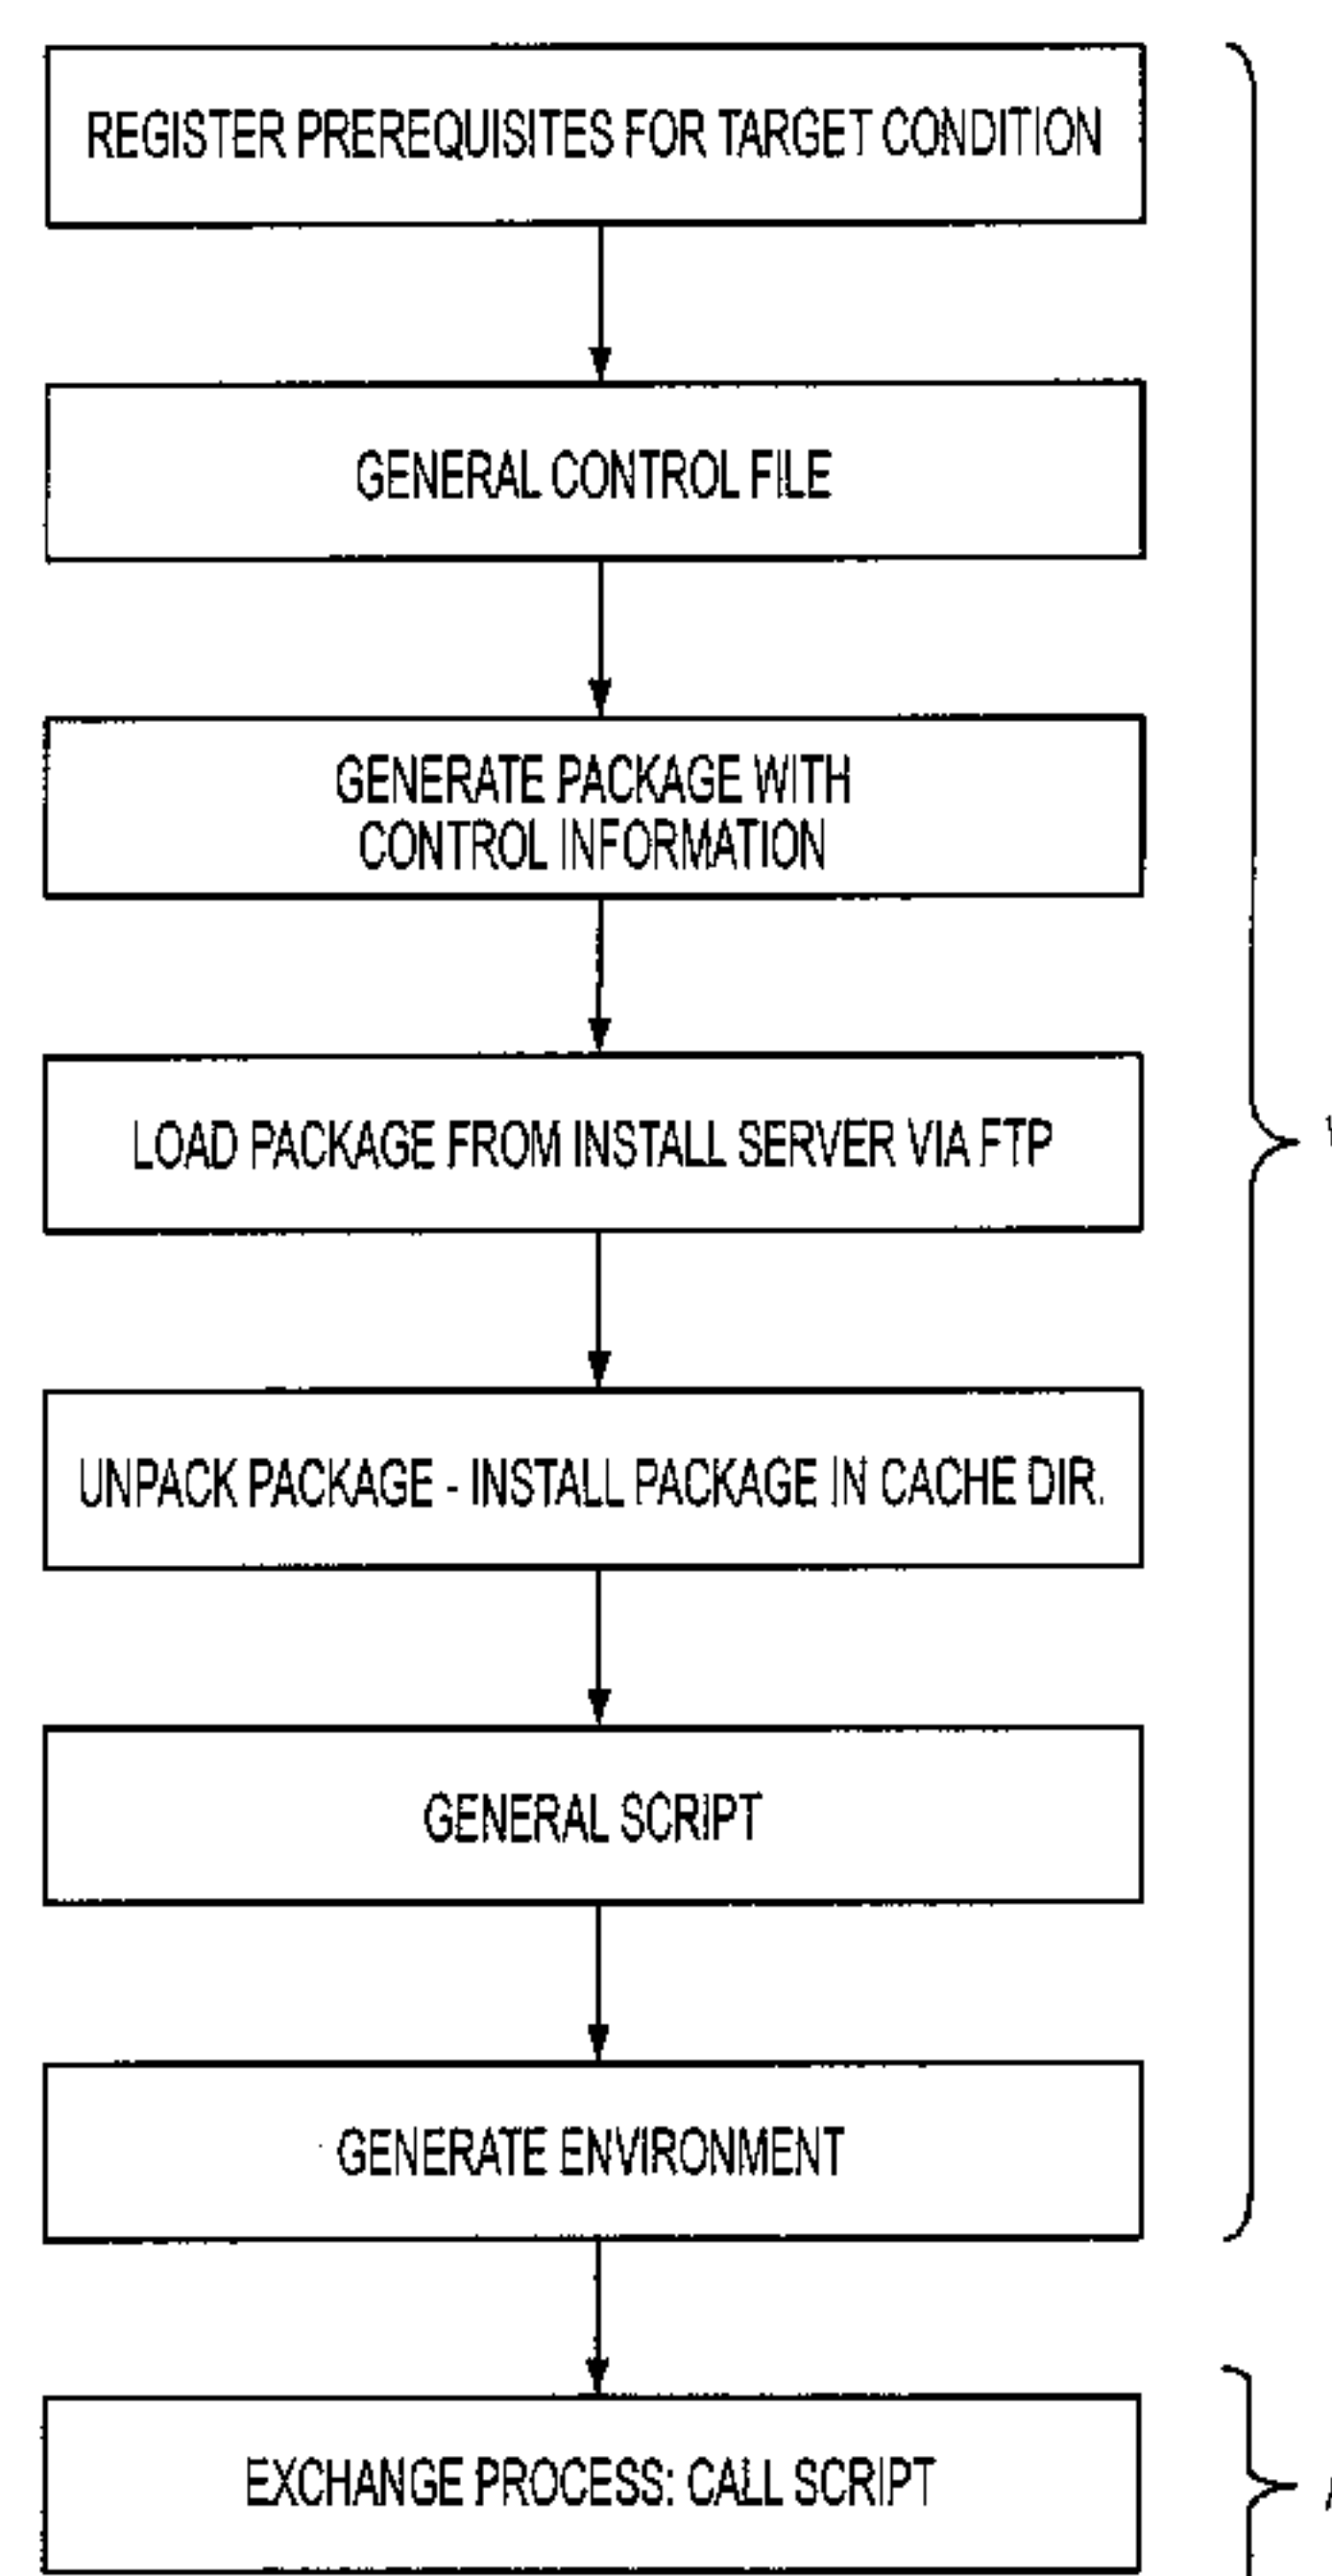 REGISTER PREREQUISITES FOR TARGET CONDITION
GENERAL CONTROL FILE
GENERATE PACKAGE WITH
CONTROL INFORMATION
LOAD PACKAGE FROM INSTALL SERVER VIA FTP
UNPACK PACKAGE - INSTALL PACKAGE IN CACHE DIR.
GENERAL SCRIPT
GENERATE ENVIRONMENT
EXCHANGE PROCESS: CALL SCRIPT